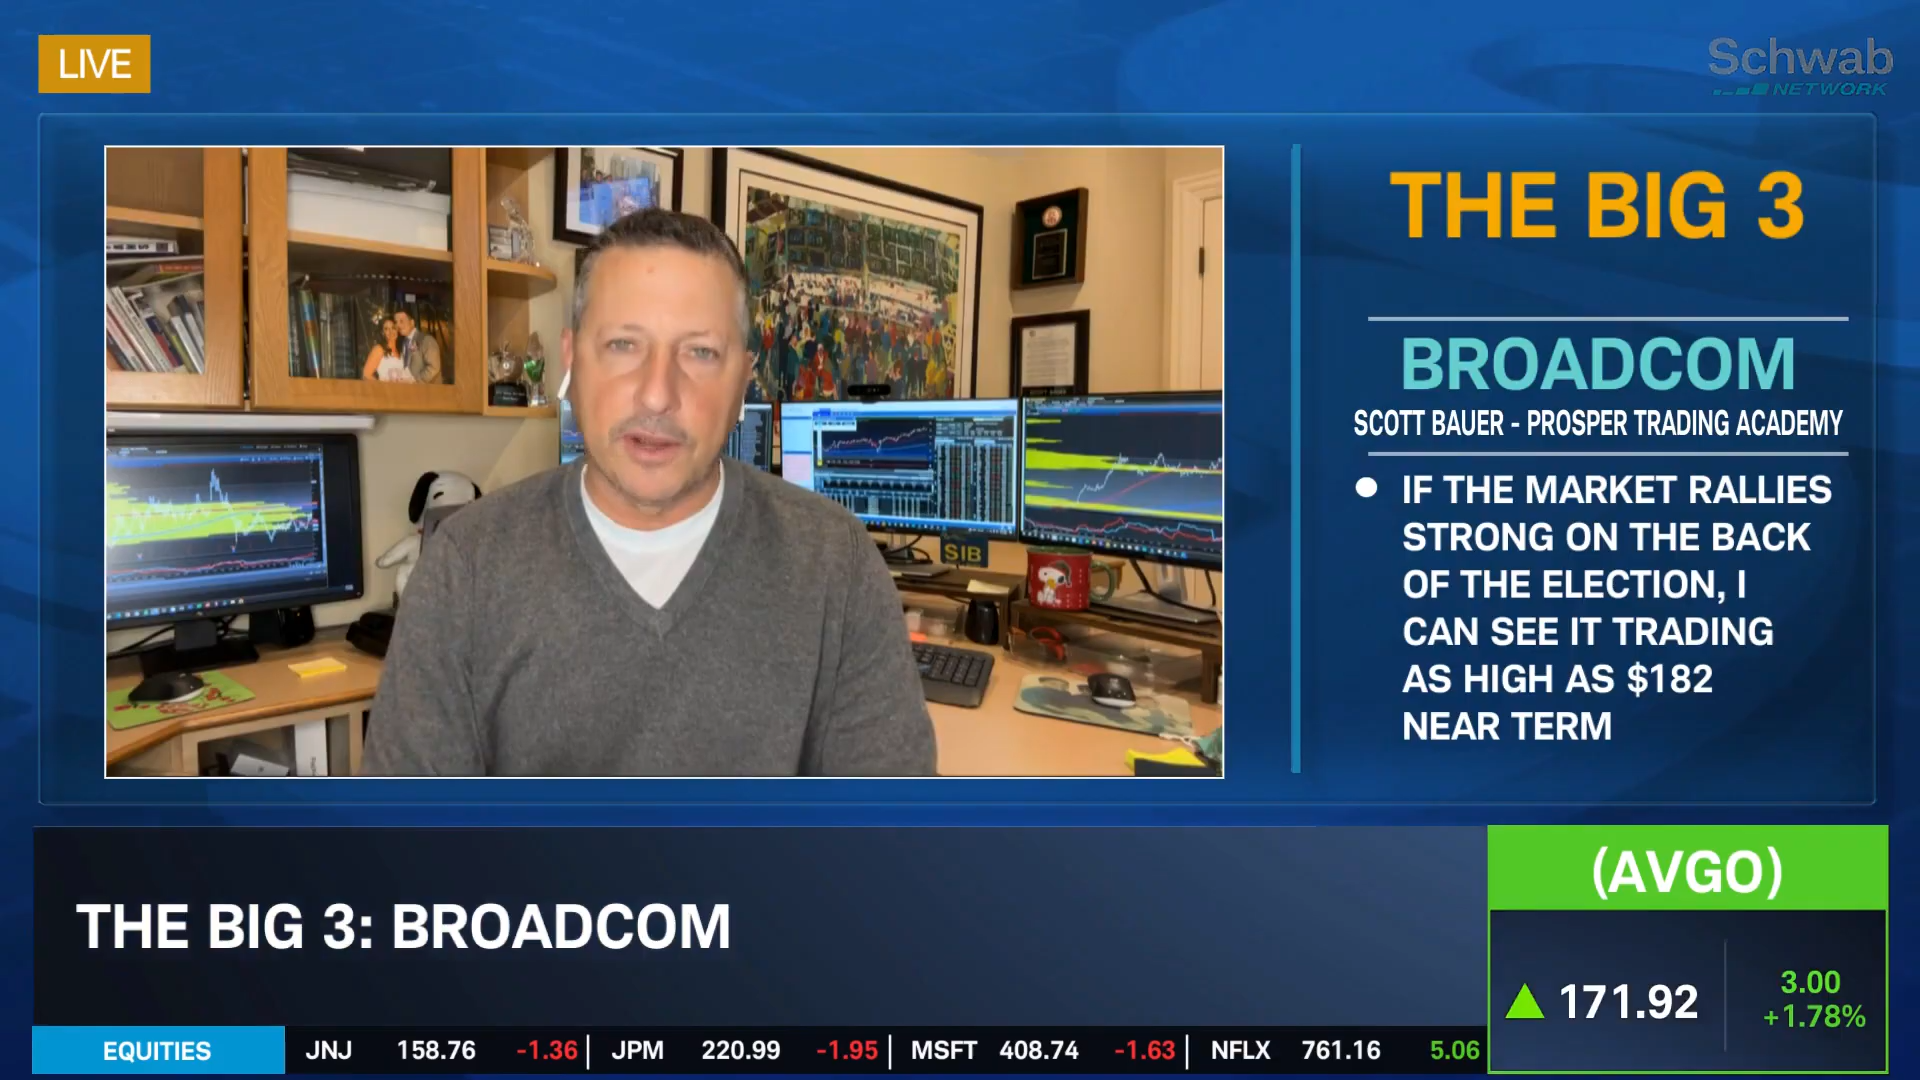 LIVE
Schwab
NETWORK
THE BIG 3
BROADCOM
SCOTT BAUER - PROSPER TRADING ACADEMY
IF THE MARKET RALLIES
STRONG ON THE BACK
OF THE ELECTION, I
CAN SEE IT TRADING
AS HIGH AS $182
NEAR TERM
SIB
THE BIG 3: BROADCOM
(AVGO)
171.92
3.00
+1.78%
EQUITIES
JNJ 158.76 -1.36 JPM 220.99 -1.95 MSFT 408.74 -1.63 NFLX 761.16 5.06